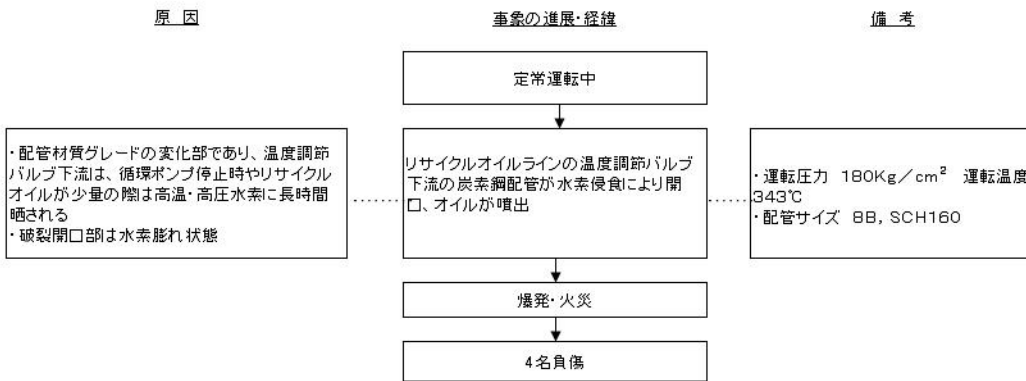 原　因
事象の進展・経緯
備　考
定常運転中
・配管材質グレードの変化部であり、温度調節
バルブ下流は、循環ポンプ停止時やリサイクル
オイルが少量の際は高温・高圧水素に長時間
晒される
・破裂開口部は水素膨れ状態
リサイクルオイルラインの温度調節バルブ
下流の炭素鋼配管が水素侵食により開
口、オイルが噴出
・運転圧力　180Kg／cm²　運転温度
343℃
・配管サイズ　8B, SCH160
爆発・火災
4名負傷